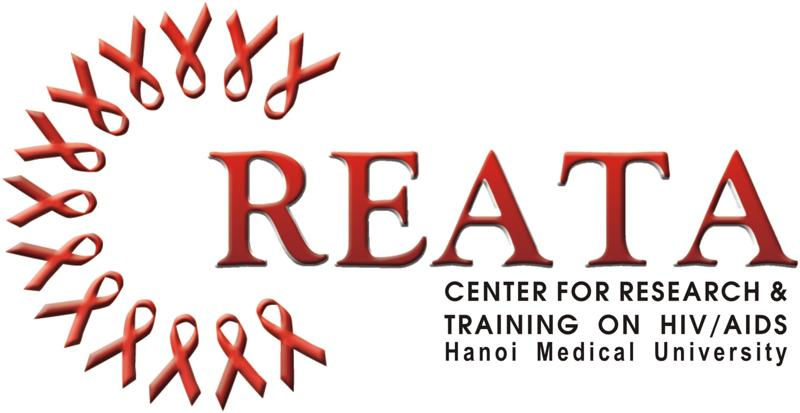 REATA
CENTER FOR RESEARCH &
TRAINING ON HIV/AIDS
Hanoi Medical University